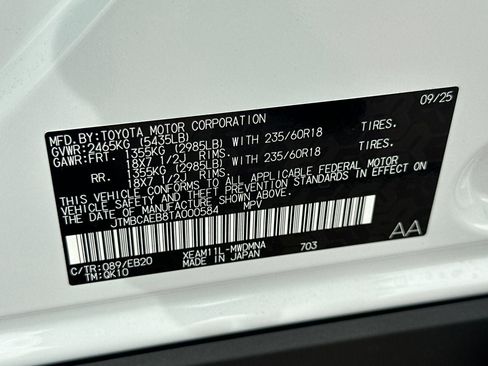 MFD.BY:TOYOTA MOTOR CORPORATION 09/25
GVWR:2465KG (5435LB)
GAWR:FRT. 1355KG (2985LB) WITH 235/60R18 TIRES.
18X7 1/2J RIMS.
RR. 1355KG (2985LB) WITH 235/60R18 TIRES.
18X7 1/2J RIMS.
THIS VEHICLE CONFORMS TO ALL APPLICABLE FEDERAL MOTOR
VEHICLE SAFETY AND THEFT PREVENTION STANDARDS IN EFFECT ON
THE DATE OF MANUFACTURE SHOWN ABOVE.
JTMBCAEB8TA000584 MPV
C/TR:089/EB20 XEAM11L-MWDMNA AA
TM:QK10 MADE IN JAPAN 703